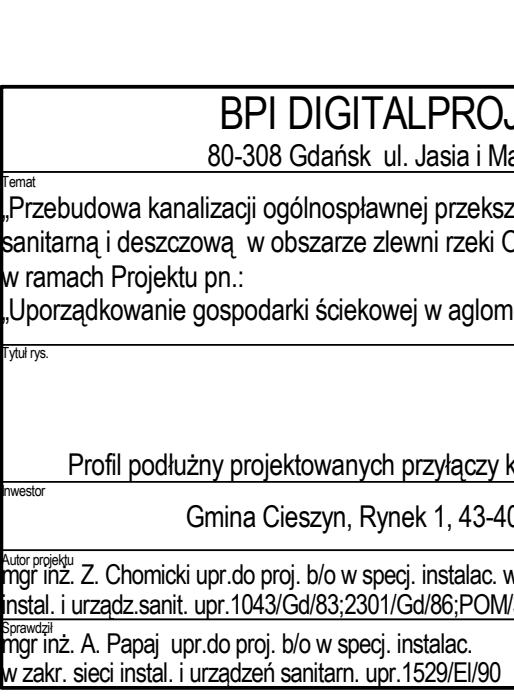 BPI DIGITALPROJ
80-308 Gdańsk ul. Jasia i Ma
Temat
„Przebudowa kanalizacji ogólnospławnej przeksz
sanitarną i deszczową w obszarze zlewni rzeki O
w ramach Projektu pn.:
„Uporządkowanie gospodarki ściekowej w aglom
Tytuł rys.
Profil podłużny projektowanych przyłączy k
Inwestor
Gmina Cieszyn, Rynek 1, 43-40
Autor projektu
mgr inż. Z. Chomicki upr.do proj. b/o w specj. instalac. w
instal. i urządz.sanit. upr.1043/Gd/83;2301/Gd/86;POM/
Sprawdził
mgr inż. A. Papaj upr.do proj. b/o w specj. instalac.
w zakr. sieci instal. i urządzeń sanitarn. upr.1529/El/90